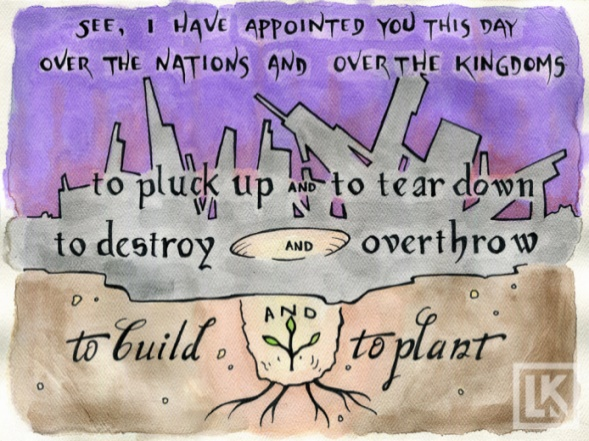 SEE, I HAVE APPOINTED YOU THIS DAY
OVER THE NATIONS AND OVER THE KINGDOMS
to pluck up AND to tear down
to destroy AND overthrow
AND
to build to plant
LK